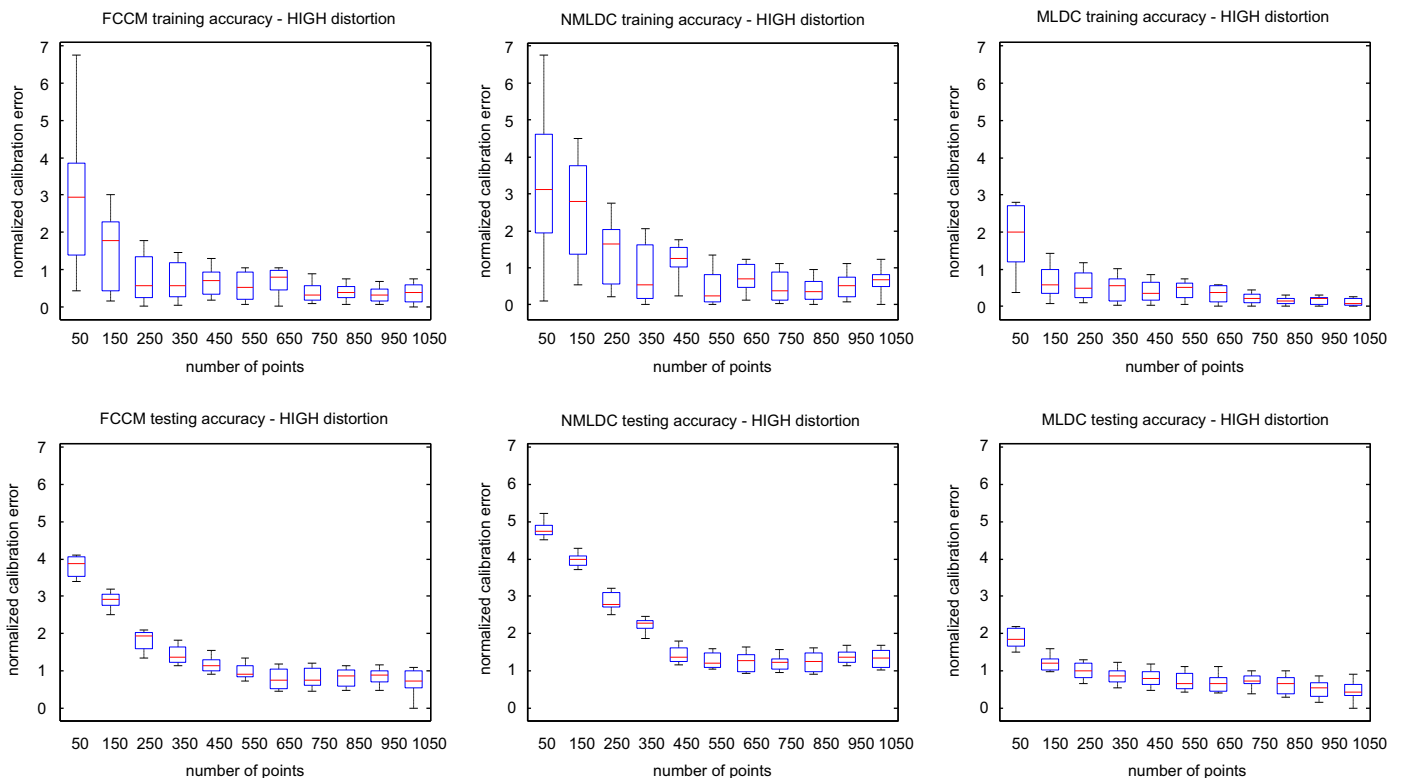 FCCM training accuracy - HIGH distortion
normalized calibration error
7
6
5
4
3
2
1
0
50 150 250 350 450 550 650 750 850 950 1050
number of points
NMLDC training accuracy - HIGH distortion
normalized calibration error
7
6
5
4
3
2
1
0
50 150 250 350 450 550 650 750 850 950 1050
number of points
MLDC training accuracy - HIGH distortion
normalized calibration error
7
6
5
4
3
2
1
0
50 150 250 350 450 550 650 750 850 950 1050
number of points
FCCM testing accuracy - HIGH distortion
normalized calibration error
7
6
5
4
3
2
1
0
50 150 250 350 450 550 650 750 850 950 1050
number of points
NMLDC testing accuracy - HIGH distortion
normalized calibration error
7
6
5
4
3
2
1
0
50 150 250 350 450 550 650 750 850 950 1050
number of points
MLDC testing accuracy - HIGH distortion
normalized calibration error
7
6
5
4
3
2
1
0
50 150 250 350 450 550 650 750 850 950 1050
number of points